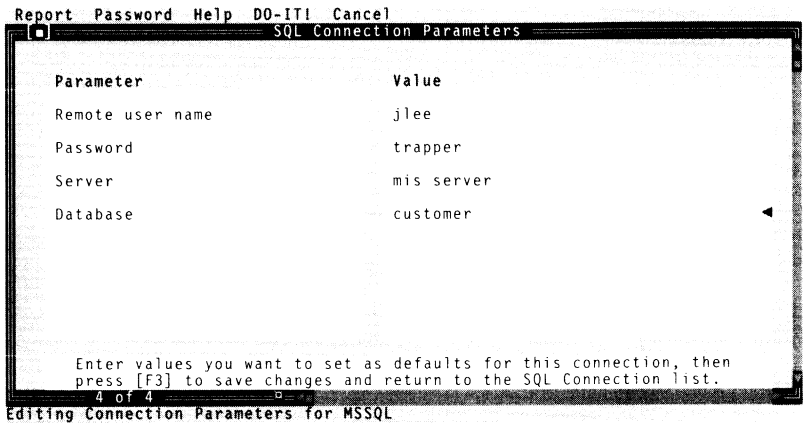 Report Password Help DO-IT! Cancel
SQL Connection Parameters
Parameter Value
Remote user name jlee
Password trapper
Server mis server
Database customer
Enter values you want to set as defaults for this connection, then
press [F3] to save changes and return to the SQL Connection list.
4 of 4
Editing Connection Parameters for MSSQL